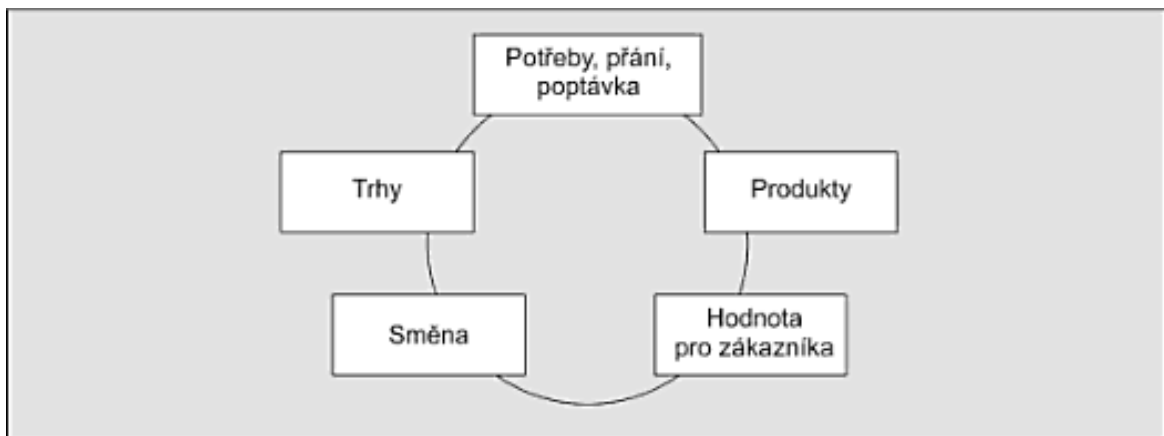 Potřeby, přání,
poptávka
Trhy
Produkty
Směna
Hodnota
pro zákazníka